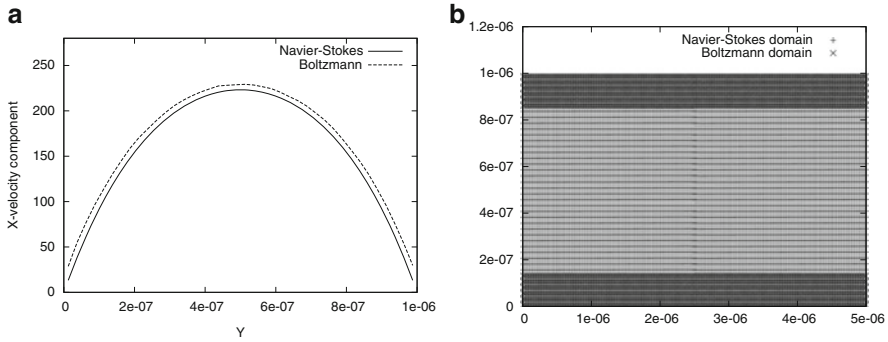 a
Navier-Stokes
Boltzmann
250
200
150
100
50
0
X-velocity component
0
2e-07
4e-07
6e-07
8e-07
1e-06
Y
b
1.2e-06
1e-06
8e-07
6e-07
4e-07
2e-07
0
Navier-Stokes domain
Boltzmann domain
0
1e-06
2e-06
3e-06
4e-06
5e-06